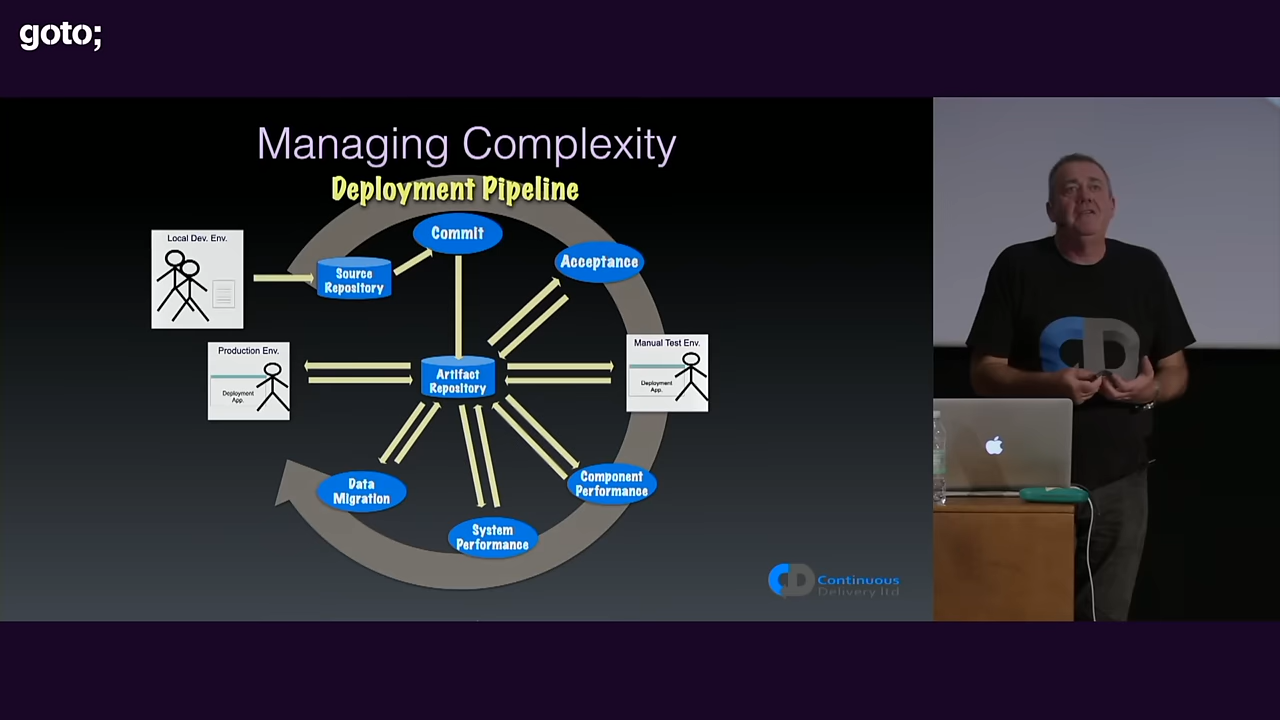 goto;
Managing Complexity
Deployment Pipeline
Local Dev. Env.
Source
Repository
Commit
Acceptance
Production Env.
Deployment
App.
Artifact
Repository
Manual Test Env.
Deployment
App.
Data
Migration
System
Performance
Component
Performance
Continuous
Delivery ltd
CD